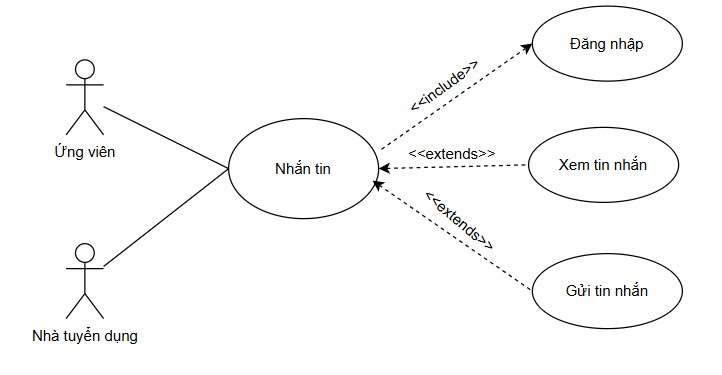 Đăng nhập
<<include>>
Ứng viên
Nhắn tin
<<extends>>
Xem tin nhắn
<<extends>>
Nhà tuyển dụng
Gửi tin nhắn